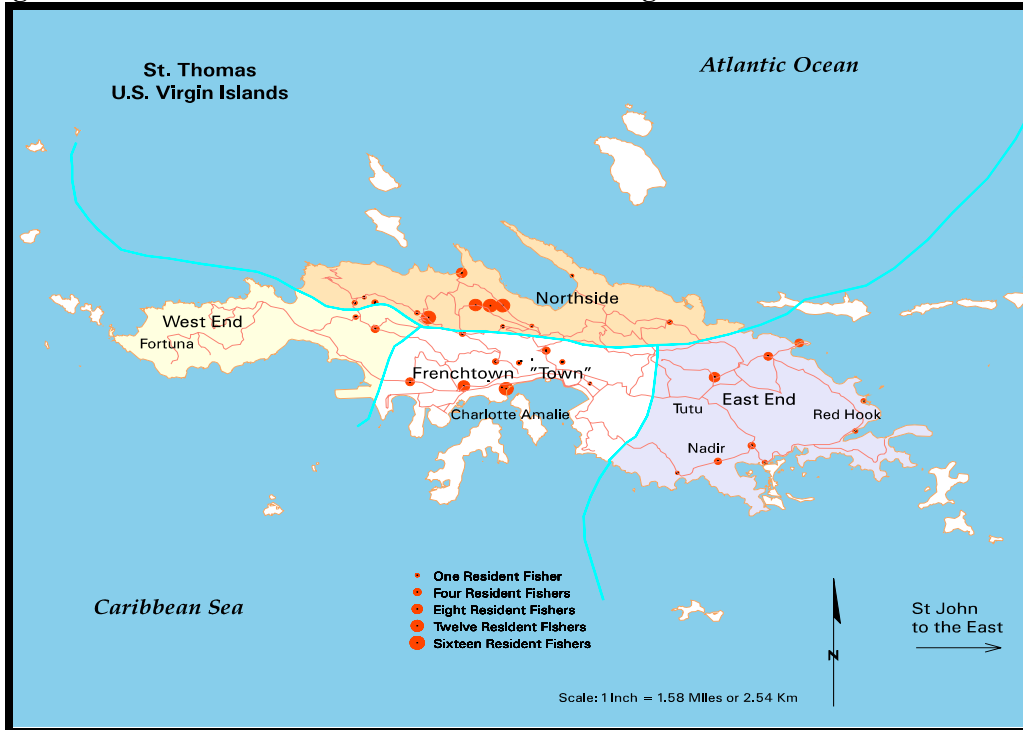 St. Thomas
U.S. Virgin Islands
Atlantic Ocean
Northside
West End
Fortuna
Frenchtown
"Town"
Charlotte Amalie
East End
Tutu
Red Hook
Nadir
One Resident Fisher
Four Resident Fishers
Eight Resident Fishers
Twelve Resident Fishers
Sixteen Resident Fishers
Caribbean Sea
St John
to the East
N
Scale: 1 Inch = 1.58 MIles or 2.54 Km